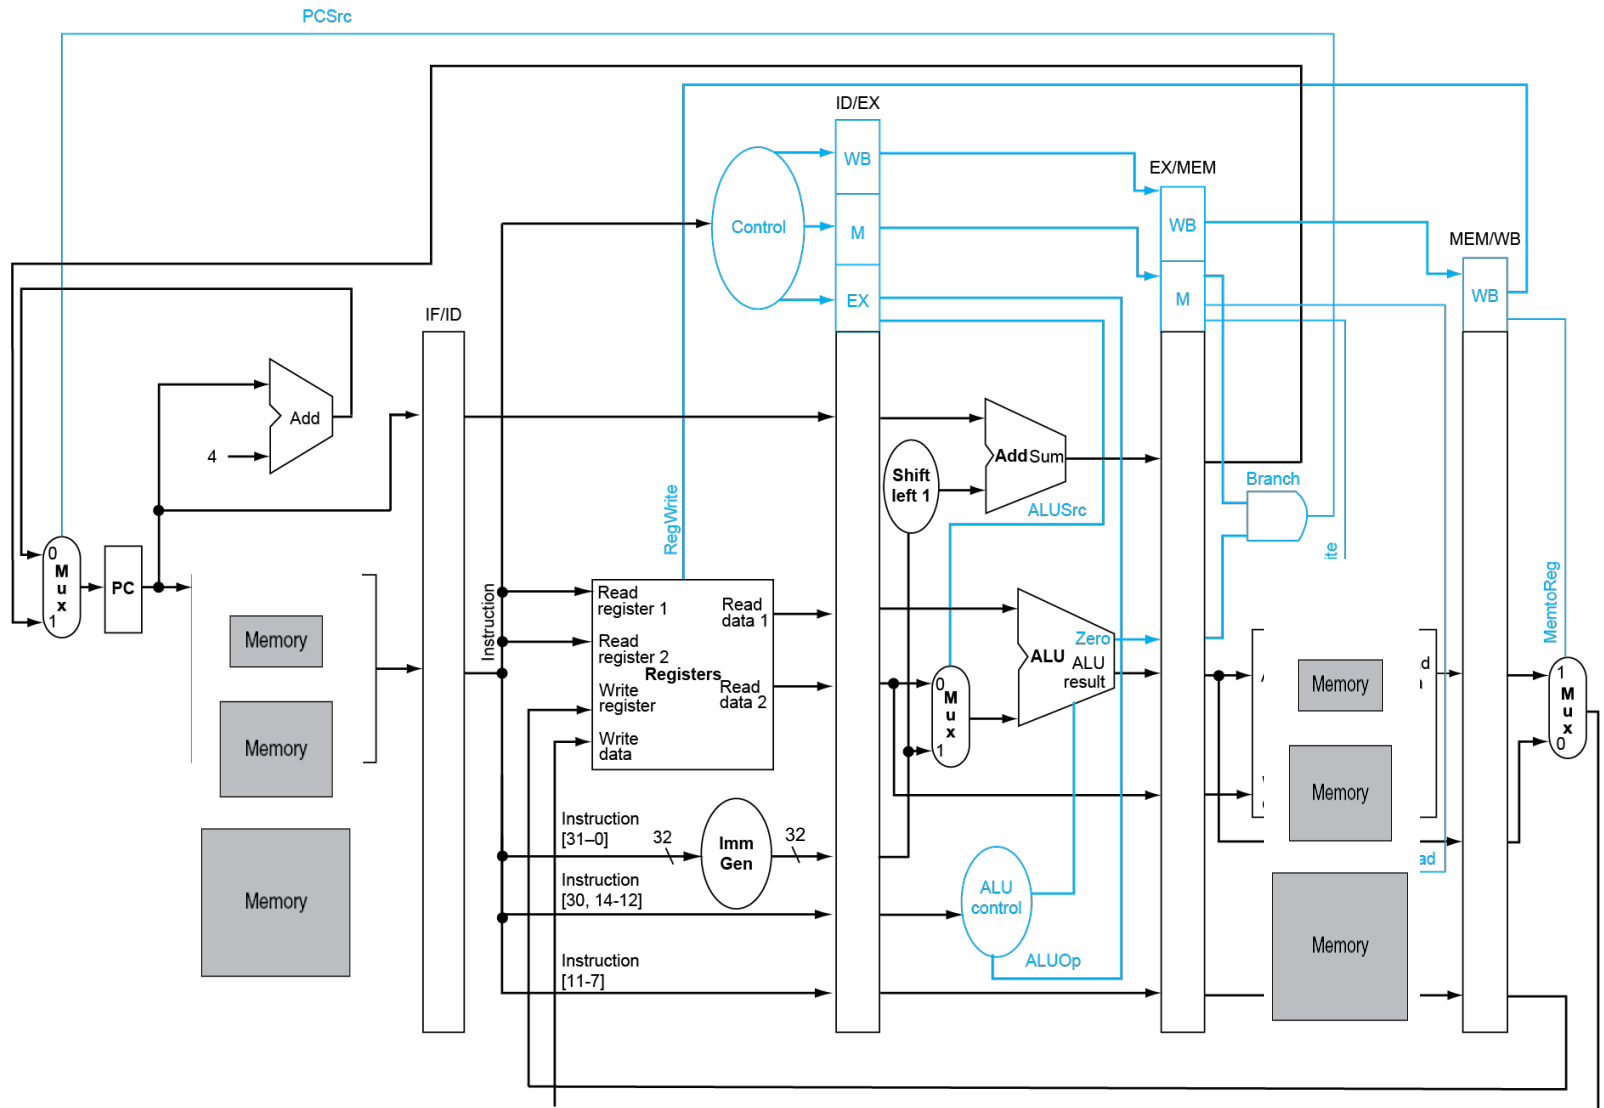 PCSrc
ID/EX
WB
EX/MEM
Control
M
WB
MEM/WB
EX
M
WB
IF/ID
Add
4
Add Sum
Shift
left 1
ALUSrc
Branch
RegWrite
0
M
u
x
1
PC
Instruction
Read
register 1
Read
data 1
Read
register 2
Registers
Write
register
Read
data 2
Write
data
Zero
ALU
ALU
result
0
M
u
x
1
Memory
Memory
Memory
MemtoReg
Memory
Memory
Memory
1
M
u
x
0
Instruction
[31–0]
32
Imm
Gen
32
Instruction
[30, 14-12]
ALU
control
ALUOp
Instruction
[11-7]